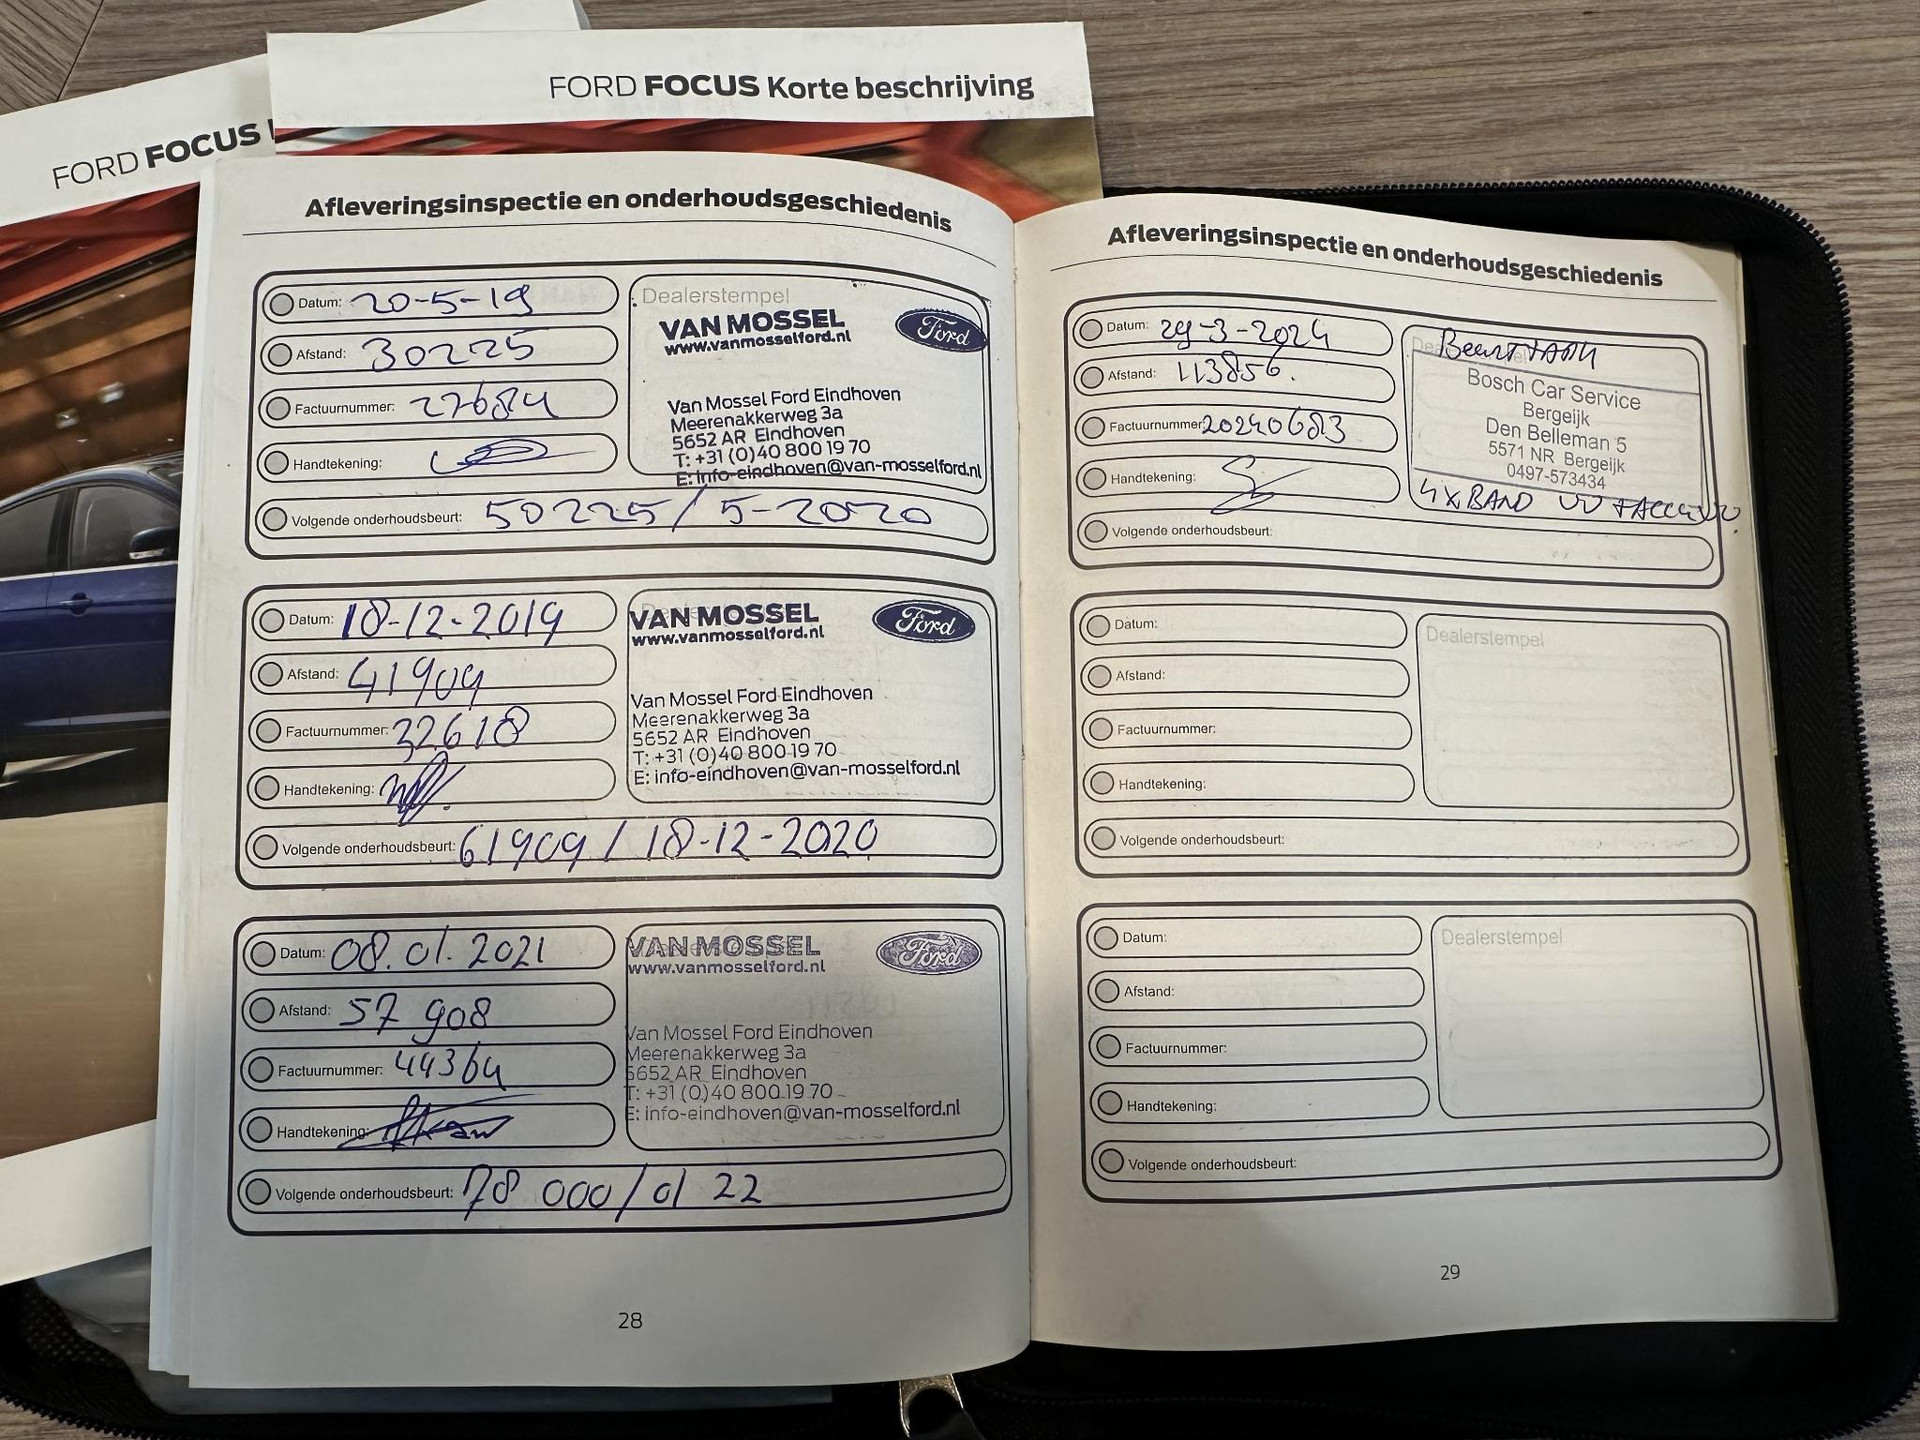 FORD FOCUS
FORD FOCUS Korte beschrijving
Afleveringsinspectie en onderhoudsgeschiedenis
Datum: 20-5-19
Afstand: 30225
Factuurnummer: 27684
Handtekening:
Volgende onderhoudsbeurt: 50225 / 5-2020
Dealerstempel
VAN MOSSEL
www.vanmosselford.nl
Ford
Van Mossel Ford Eindhoven
Meerenakkerweg 3a
5652 AR Eindhoven
T: +31 (0)40 800 19 70
E: info-eindhoven@van-mosselford.nl
Datum: 18-12-2019
Afstand: 41909
Factuurnummer: 32618
Handtekening:
Volgende onderhoudsbeurt: 61909 / 18-12-2020
VAN MOSSEL
www.vanmosselford.nl
Ford
Van Mossel Ford Eindhoven
Meerenakkerweg 3a
5652 AR Eindhoven
T: +31 (0)40 800 19 70
E: info-eindhoven@van-mosselford.nl
Datum: 08.01.2021
Afstand: 57 908
Factuurnummer: 44364
Handtekening:
Volgende onderhoudsbeurt: 78 000/01 22
VAN MOSSEL
www.vanmosselford.nl
Ford
Van Mossel Ford Eindhoven
Meerenakkerweg 3a
5652 AR Eindhoven
T: +31 (0)40 800 19 70
E: info-eindhoven@van-mosselford.nl
28
Afleveringsinspectie en onderhoudsgeschiedenis
Datum: 29-3-2024
Afstand: 113856.
Factuurnummer: 20240683
Handtekening:
Volgende onderhoudsbeurt:
Bosch Car Service
Bergeijk
Den Belleman 5
5571 NR Bergeijk
0497-573434
4x BAND
Datum:
Afstand:
Factuurnummer:
Handtekening:
Volgende onderhoudsbeurt:
Dealerstempel
Datum:
Afstand:
Factuurnummer:
Handtekening:
Volgende onderhoudsbeurt:
Dealerstempel
29